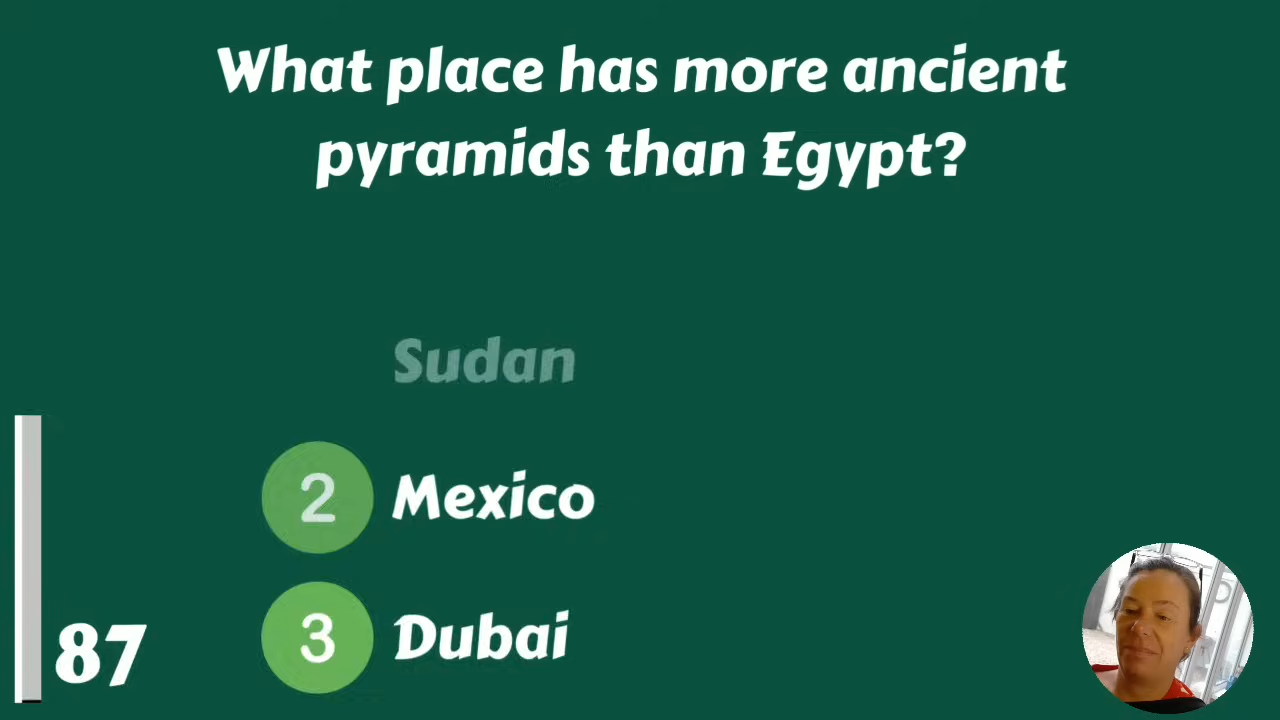 What place has more ancient
pyramids than Egypt?
Sudan
2 Mexico
3 Dubai
87